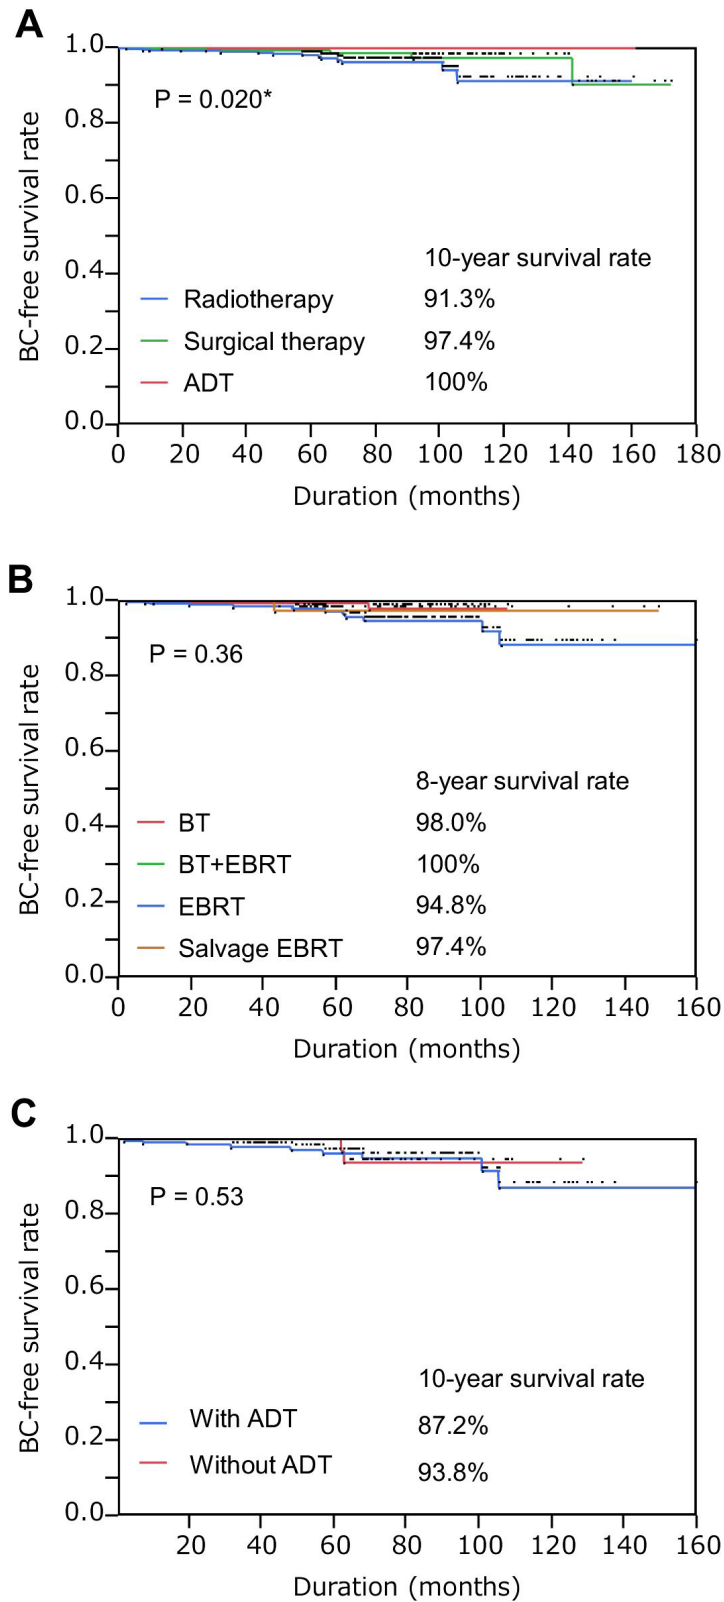 A
BC-free survival rate
1.0
0.8
0.6
0.4
0.2
0.0
P = 0.020*
10-year survival rate
Radiotherapy 91.3%
Surgical therapy 97.4%
ADT 100%
0 20 40 60 80 100 120 140 160 180
Duration (months)
B
BC-free survival rate
1.0
0.8
0.6
0.4
0.2
0.0
P = 0.36
8-year survival rate
BT 98.0%
BT+EBRT 100%
EBRT 94.8%
Salvage EBRT 97.4%
0 20 40 60 80 100 120 140 160
Duration (months)
C
BC-free survival rate
1.0
0.8
0.6
0.4
0.2
0.0
P = 0.53
10-year survival rate
With ADT 87.2%
Without ADT 93.8%
20 40 60 80 100 120 140 160
Duration (months)